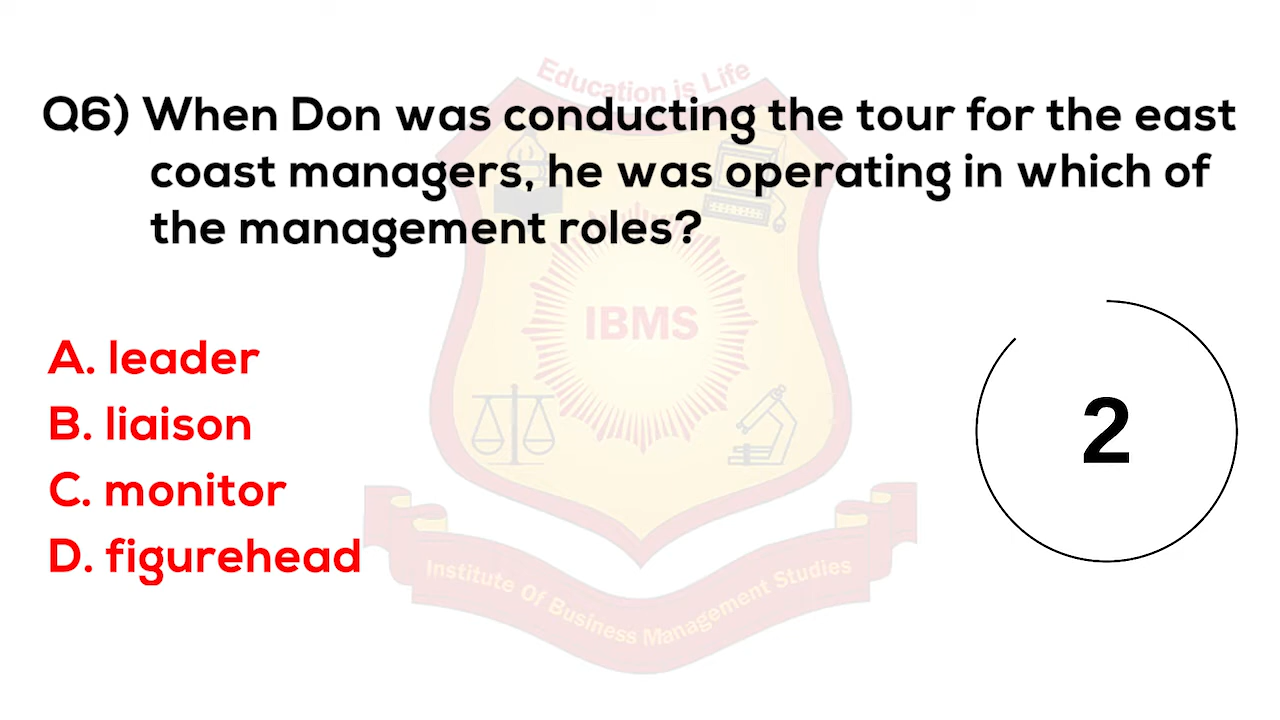 Education is Life
Q6) When Don was conducting the tour for the east
coast managers, he was operating in which of
the management roles?
IBMS
A. leader
B. liaison
C. monitor
D. figurehead
2
Institute Of Business Management Studies